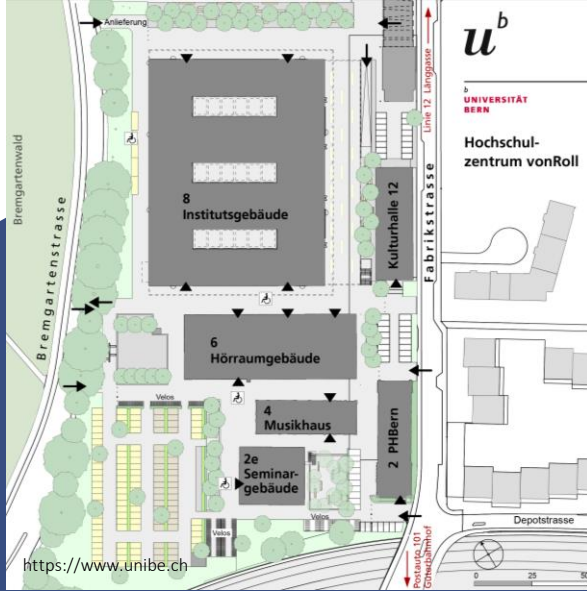 Anlieferung
Linie 12 Länggasse
u^b
b
UNIVERSITÄT
BERN
Hochschul-
zentrum vonRoll
Bremgartenwald
Bremgartenstrasse
8
Institutsgebäude
Kulturhalle 12
Fabrikstrasse
6
Hörraumgebäude
Velos
4
Musikhaus
2 PHBern
2e
Seminar-
gebäude
Velos
Velos
Depotstrasse
Postauto 101
Güterbahnhof
https://www.unibe.ch
0 25 50